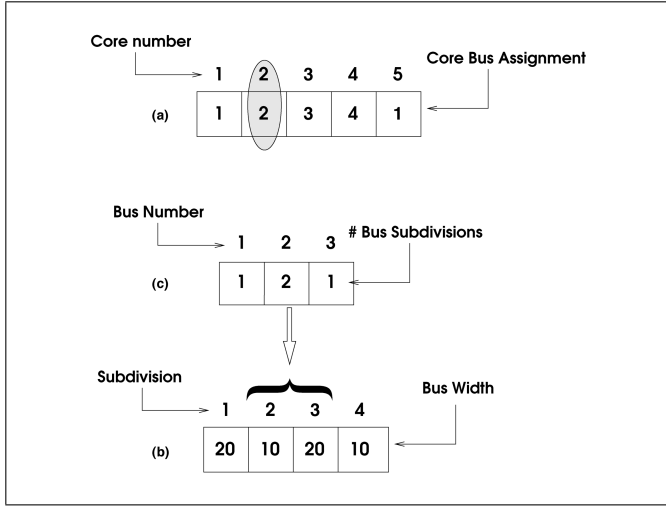 Core number
Core Bus Assignment
1 2 3 4 5
(a) 1 2 3 4 1
Bus Number
# Bus Subdivisions
1 2 3
(c) 1 2 1
Subdivision
Bus Width
1 2 3 4
(b) 20 10 20 10